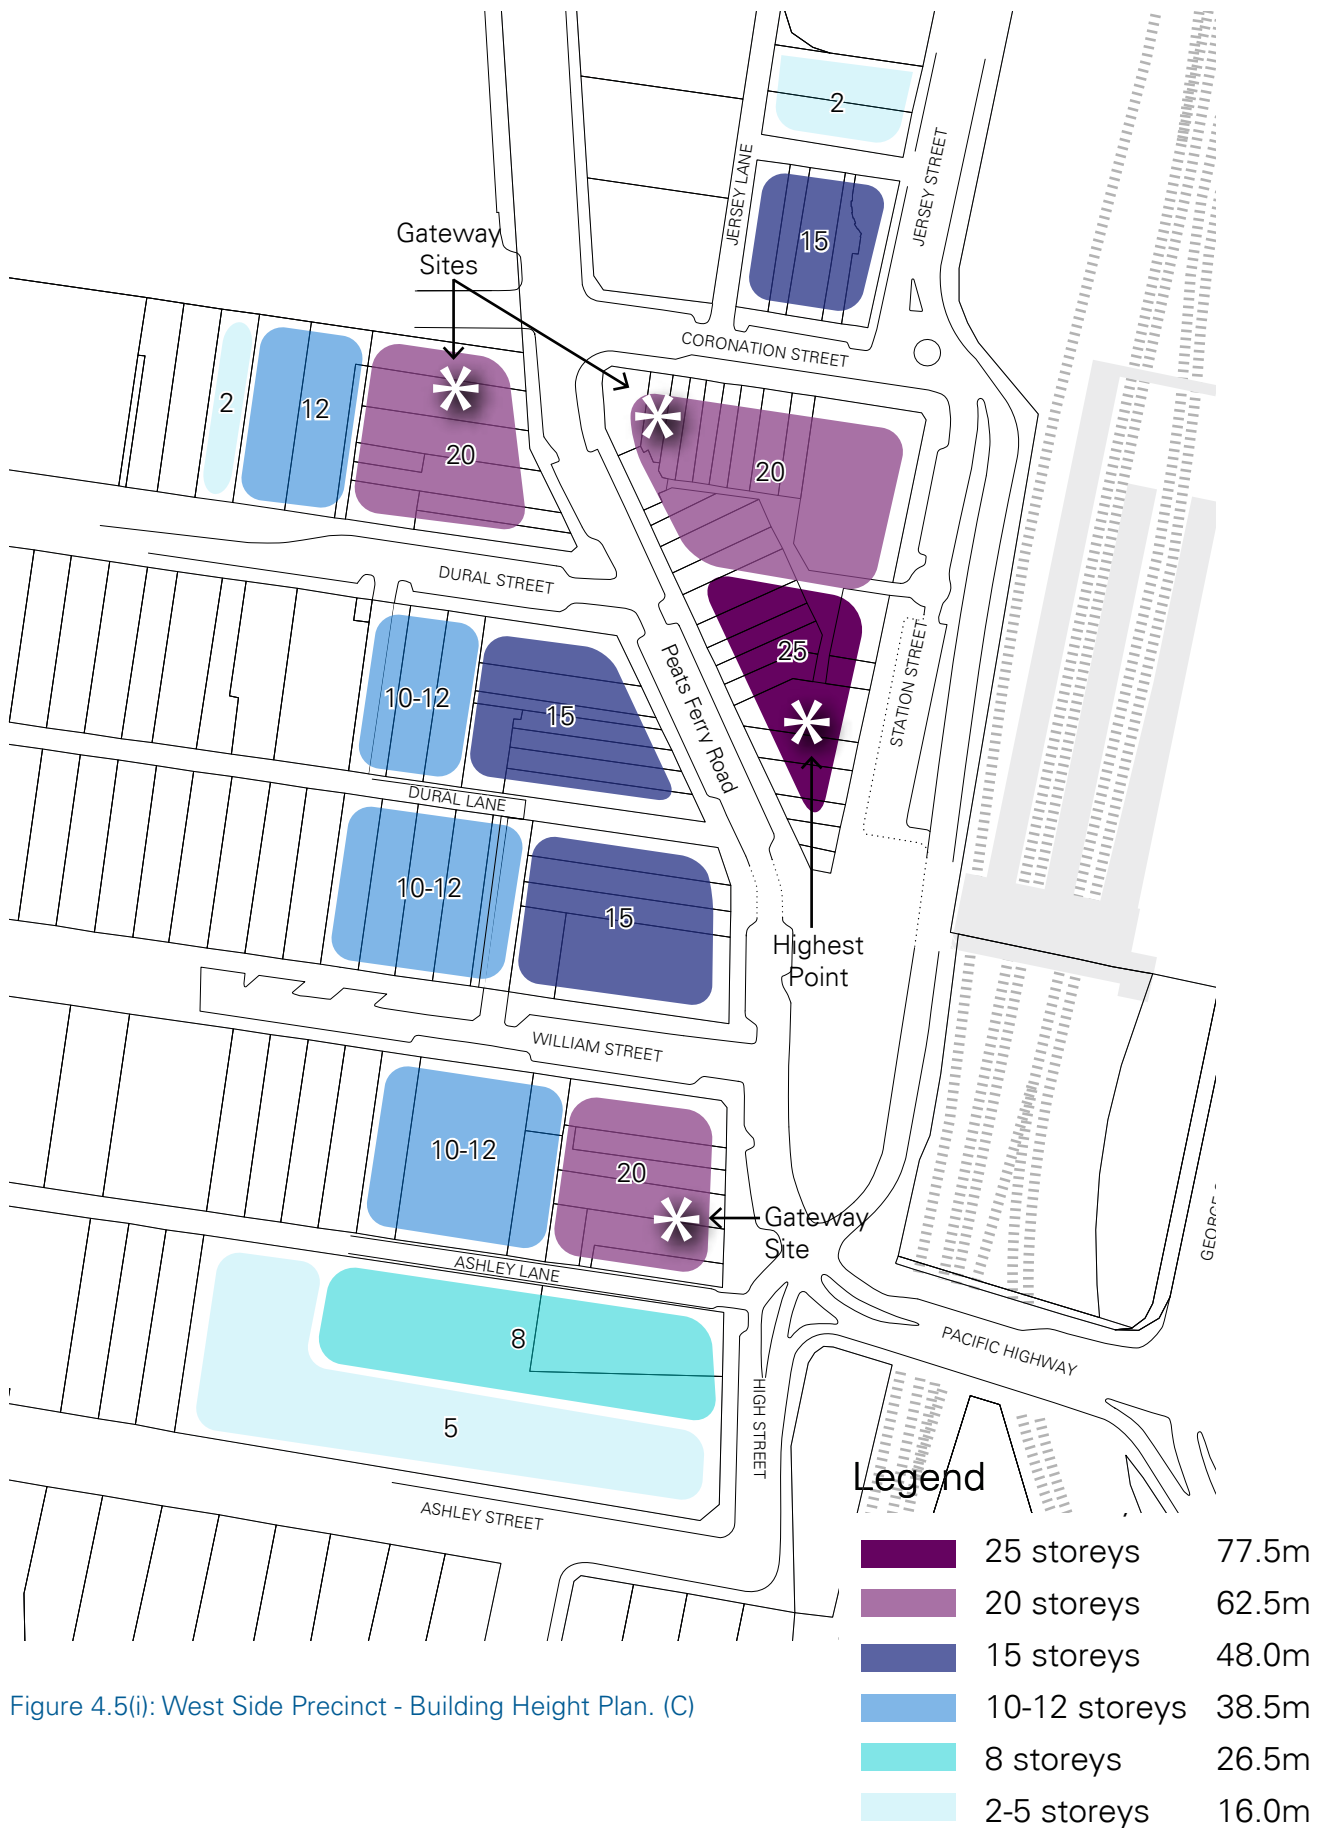 2
JERSEY LANE
JERSEY STREET
15
Gateway
Sites
CORONATION STREET
2
12
20
20
DURAL STREET
25
Peats Ferry Road
STATION STREET
10-12
15
DURAL LANE
10-12
15
Highest
Point
WILLIAM STREET
10-12
20
Gateway
Site
ASHLEY LANE
8
PACIFIC HIGHWAY
HIGH STREET
5
ASHLEY STREET
Legend
25 storeys 77.5m
20 storeys 62.5m
15 storeys 48.0m
10-12 storeys 38.5m
8 storeys 26.5m
2-5 storeys 16.0m
Figure 4.5(i): West Side Precinct - Building Height Plan. (C)